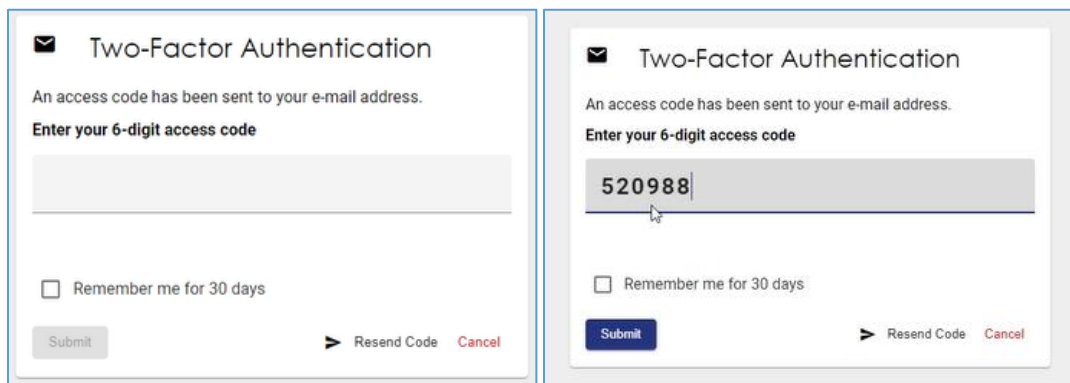 Two-Factor Authentication
An access code has been sent to your e-mail address.
Enter your 6-digit access code
Remember me for 30 days
Submit
Resend Code
Cancel
Two-Factor Authentication
An access code has been sent to your e-mail address.
Enter your 6-digit access code
520988
Remember me for 30 days
Submit
Resend Code
Cancel